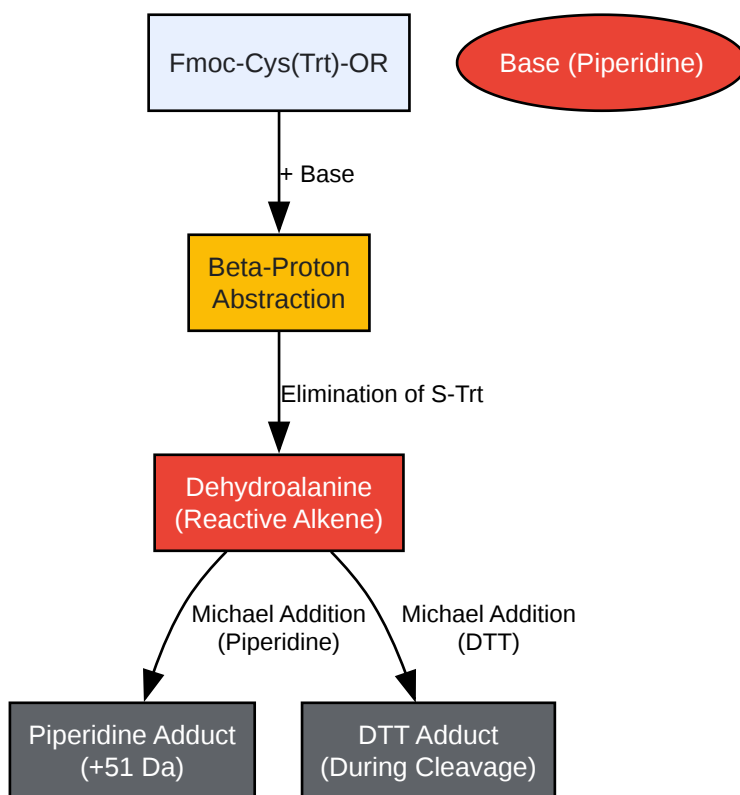 Fmoc-Cys(Trt)-OR
Base (Piperidine)
+ Base
Beta-Proton
Abstraction
Elimination of S-Trt
Dehydroalanine
(Reactive Alkene)
Michael Addition
(Piperidine)
Michael Addition
(DTT)
Piperidine Adduct
(+51 Da)
DTT Adduct
(During Cleavage)